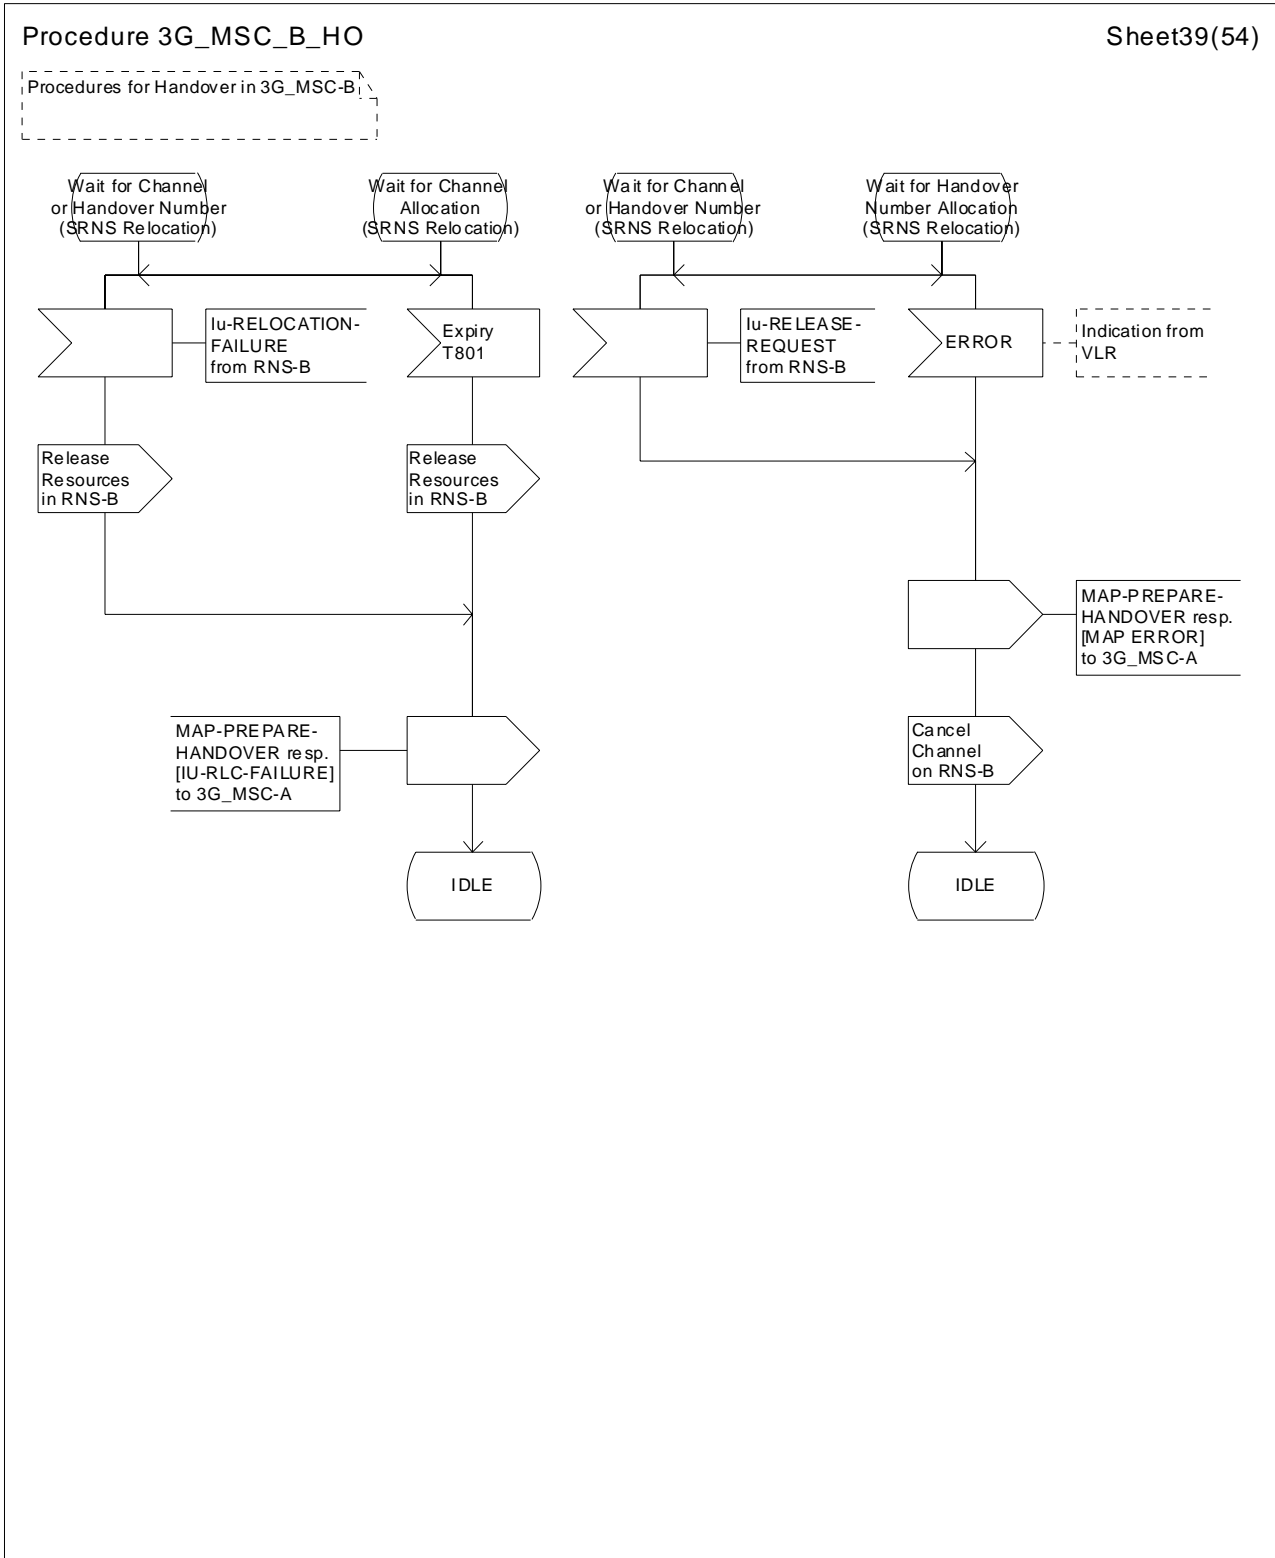 Procedure 3G_MSC_B_HO
Sheet39(54)
Procedures for Handover in 3G_MSC-B
Wait for Channel
or Handover Number
(SRNS Relocation)
Wait for Channel
Allocation
(SRNS Relocation)
Wait for Channel
or Handover Number
(SRNS Relocation)
Wait for Handover
Number Allocation
(SRNS Relocation)
Iu-RELOCATION-
FAILURE
from RNS-B
Expiry
T801
Iu-RELEASE-
REQUEST
from RNS-B
ERROR
Indication from
VLR
Release
Resources
in RNS-B
Release
Resources
in RNS-B
MAP-PREPARE-
HANDOVER resp.
[MAP ERROR]
to 3G_MSC-A
MAP-PREPARE-
HANDOVER resp.
[IU-RLC-FAILURE]
to 3G_MSC-A
Cancel
Channel
on RNS-B
IDLE
IDLE